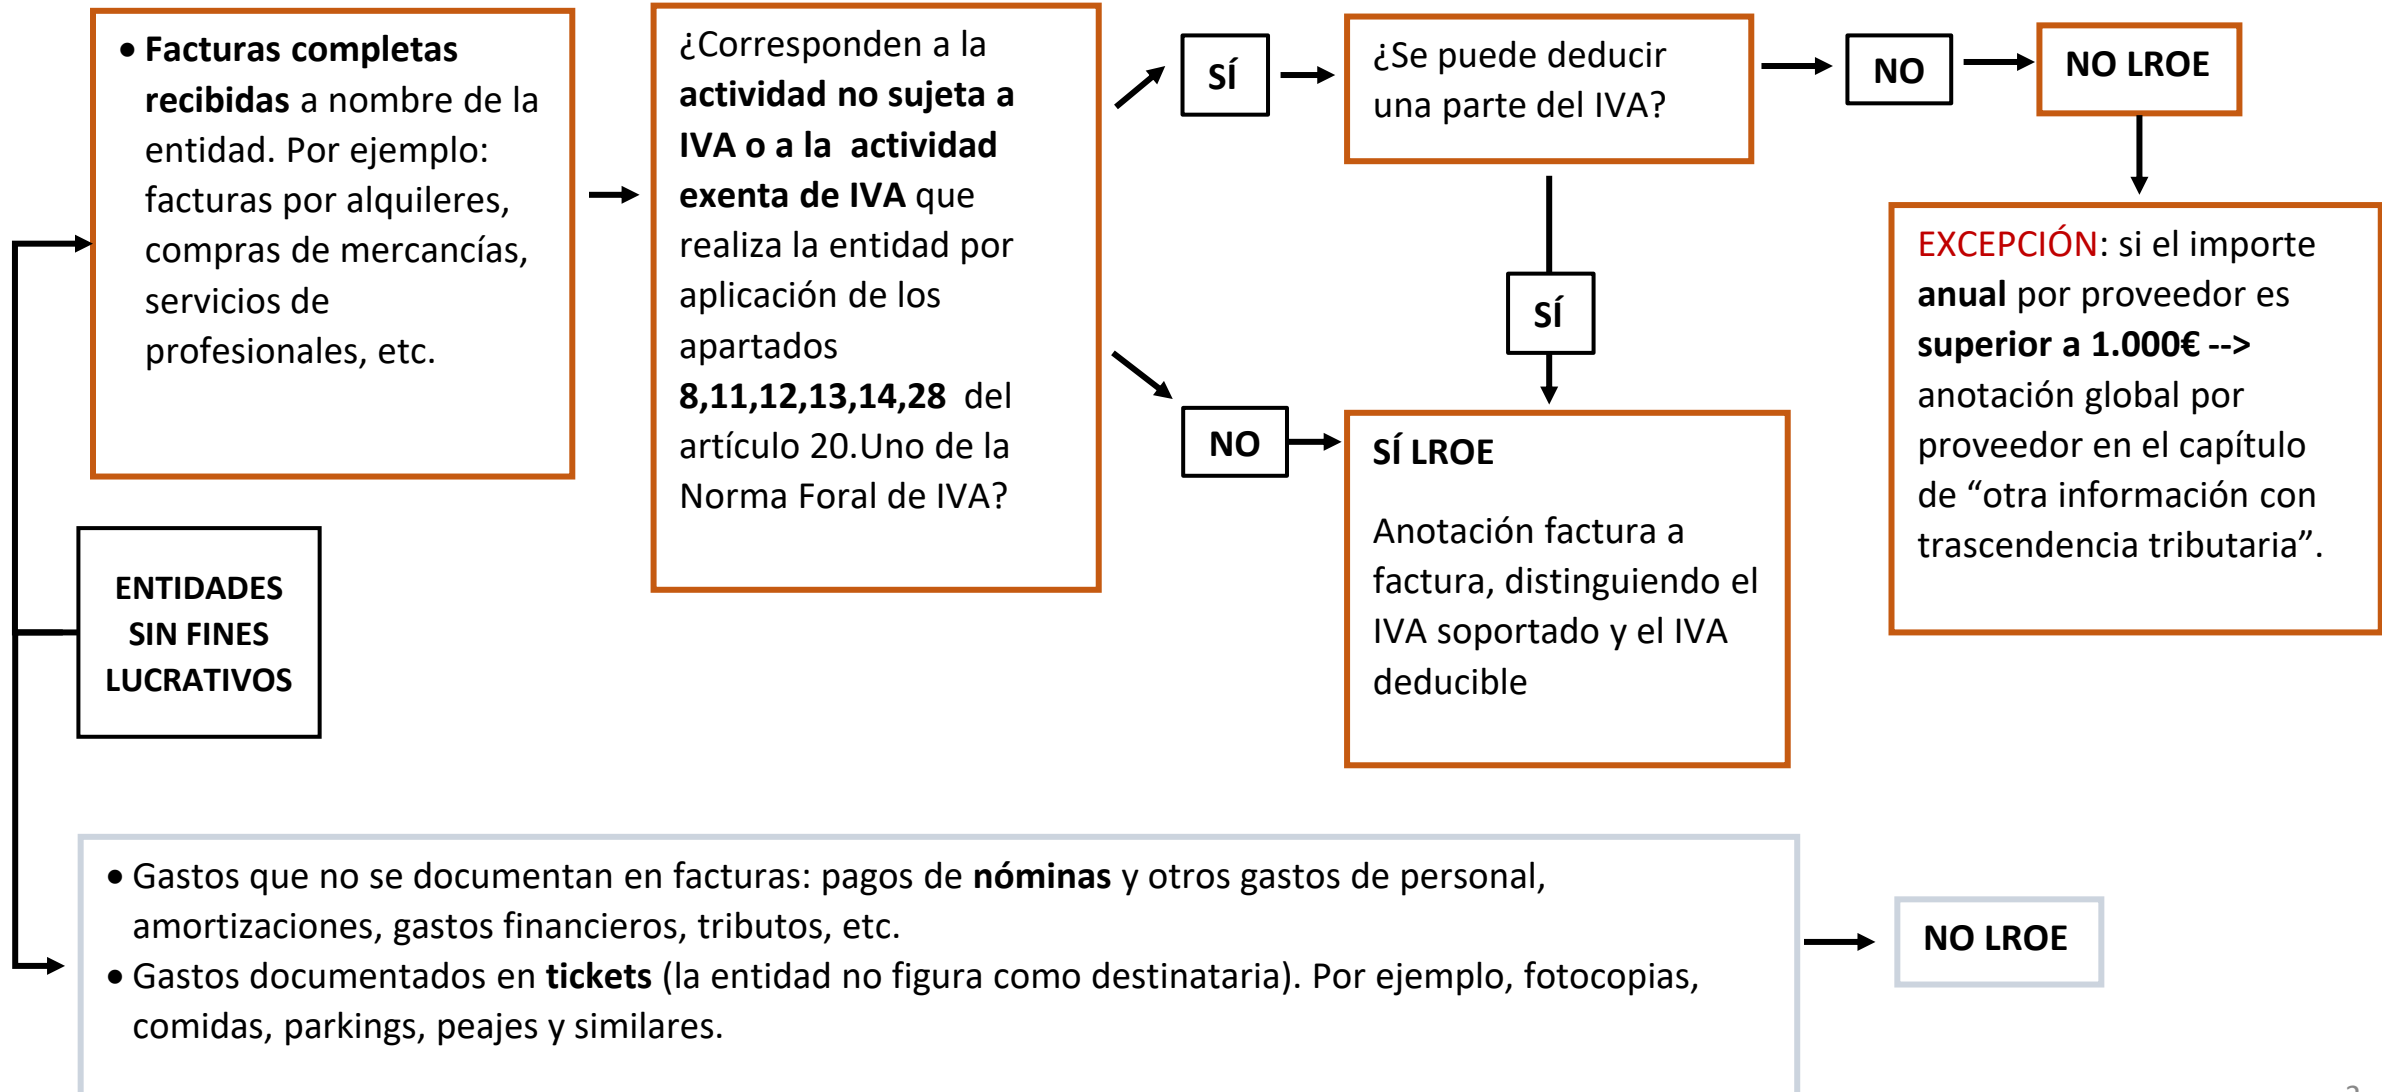 • Facturas completas
recibidas a nombre de la
entidad. Por ejemplo:
facturas por alquileres,
compras de mercancías,
servicios de
profesionales, etc.
¿Corresponden a la
actividad no sujeta a
IVA o a la  actividad
exenta de IVA que
realiza la entidad por
aplicación de los
apartados
8,11,12,13,14,28  del
artículo 20.Uno de la
Norma Foral de IVA?
SÍ
¿Se puede deducir
una parte del IVA?
NO
NO LROE
EXCEPCIÓN: si el importe
anual por proveedor es
superior a 1.000€ -->
anotación global por
proveedor en el capítulo
de “otra información con
trascendencia tributaria”.
SÍ
NO
SÍ LROE
Anotación factura a
factura, distinguiendo el
IVA soportado y el IVA
deducible
ENTIDADES
SIN FINES
LUCRATIVOS
• Gastos que no se documentan en facturas: pagos de nóminas y otros gastos de personal,
amortizaciones, gastos financieros, tributos, etc.
• Gastos documentados en tickets (la entidad no figura como destinataria). Por ejemplo, fotocopias,
comidas, parkings, peajes y similares.
NO LROE